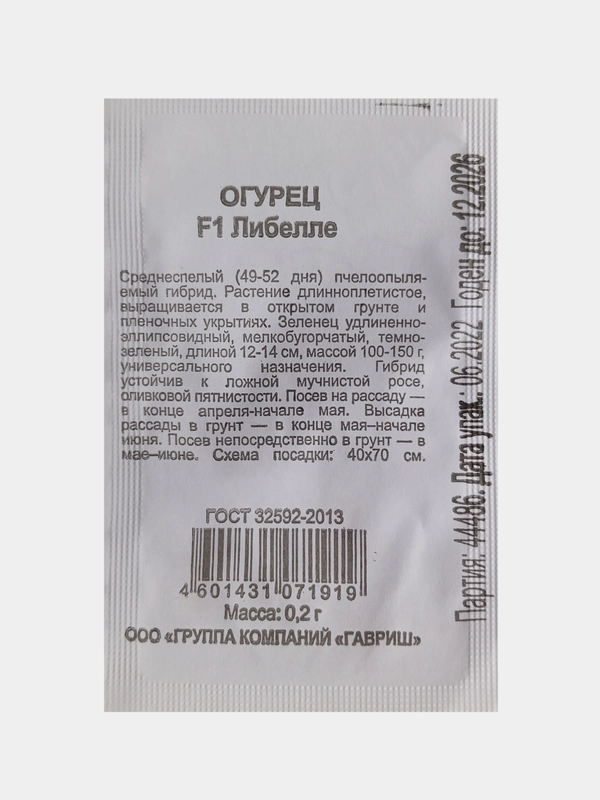 ОГУРЕЦ
F1 Либелле
Среднеспелый (49-52 дня) пчелоопыля-
емый гибрид. Растение длинноплетистое,
выращивается в открытом грунте и
пленочных укрытиях. Зеленец удлиненно-
эллипсовидный, мелкобугорчатый, темно-
зеленый, длиной 12-14 см, массой 100-150 г,
универсального назначения. Гибрид
устойчив к ложной мучнистой росе,
оливковой пятнистости. Посев на рассаду —
в конце апреля-начале мая. Высадка
рассады в грунт — в конце мая–начале
июня. Посев непосредственно в грунт — в
мае–июне. Схема посадки: 40х70 см.
ГОСТ 32592-2013
4 601431 071919
Масса: 0,2 г
ООО «ГРУППА КОМПАНИЙ «ГАВРИШ»
Партия: 44486. Дата упак.: 06.2022 Годен до: 12.2026